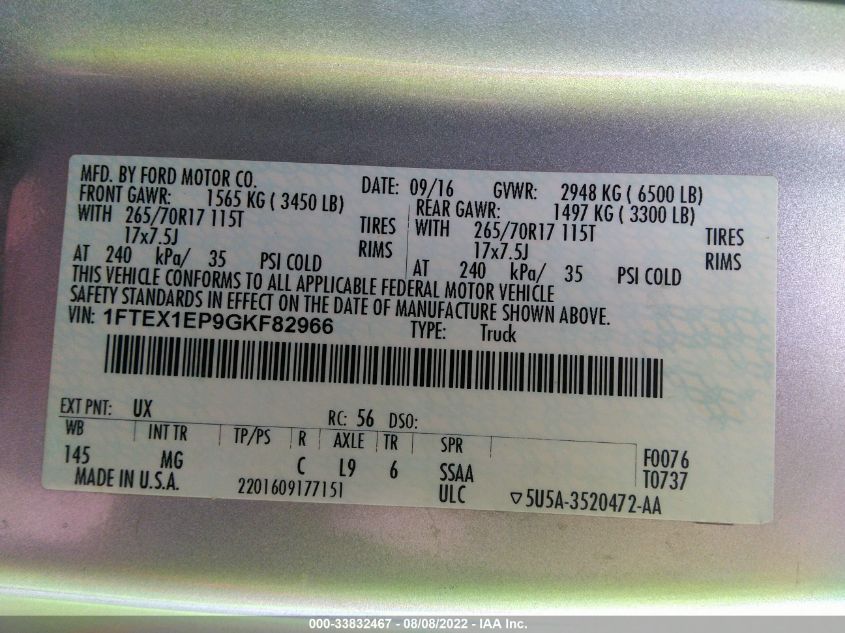 MFD. BY FORD MOTOR CO. DATE: 09/16 GVWR: 2948 KG ( 6500 LB)
FRONT GAWR: 1565 KG ( 3450 LB) REAR GAWR: 1497 KG ( 3300 LB)
WITH 265/70R17 115T TIRES WITH 265/70R17 115T TIRES
17x7.5J RIMS 17x7.5J RIMS
AT 240 kPa/ 35 PSI COLD AT 240 kPa/ 35 PSI COLD
THIS VEHICLE CONFORMS TO ALL APPLICABLE FEDERAL MOTOR VEHICLE
SAFETY STANDARDS IN EFFECT ON THE DATE OF MANUFACTURE SHOWN ABOVE.
VIN: 1FTEX1EP9GKF82966 TYPE: Truck
EXT PNT: UX RC: 56 DSO:
WB INT TR TP/PS R AXLE TR SPR
145 MG C L9 6 SSAA F0076
MADE IN U.S.A. 2201609177151 ULC T0737
▽5U5A-3520472-AA
000-33832467 - 08/08/2022 - IAA Inc.